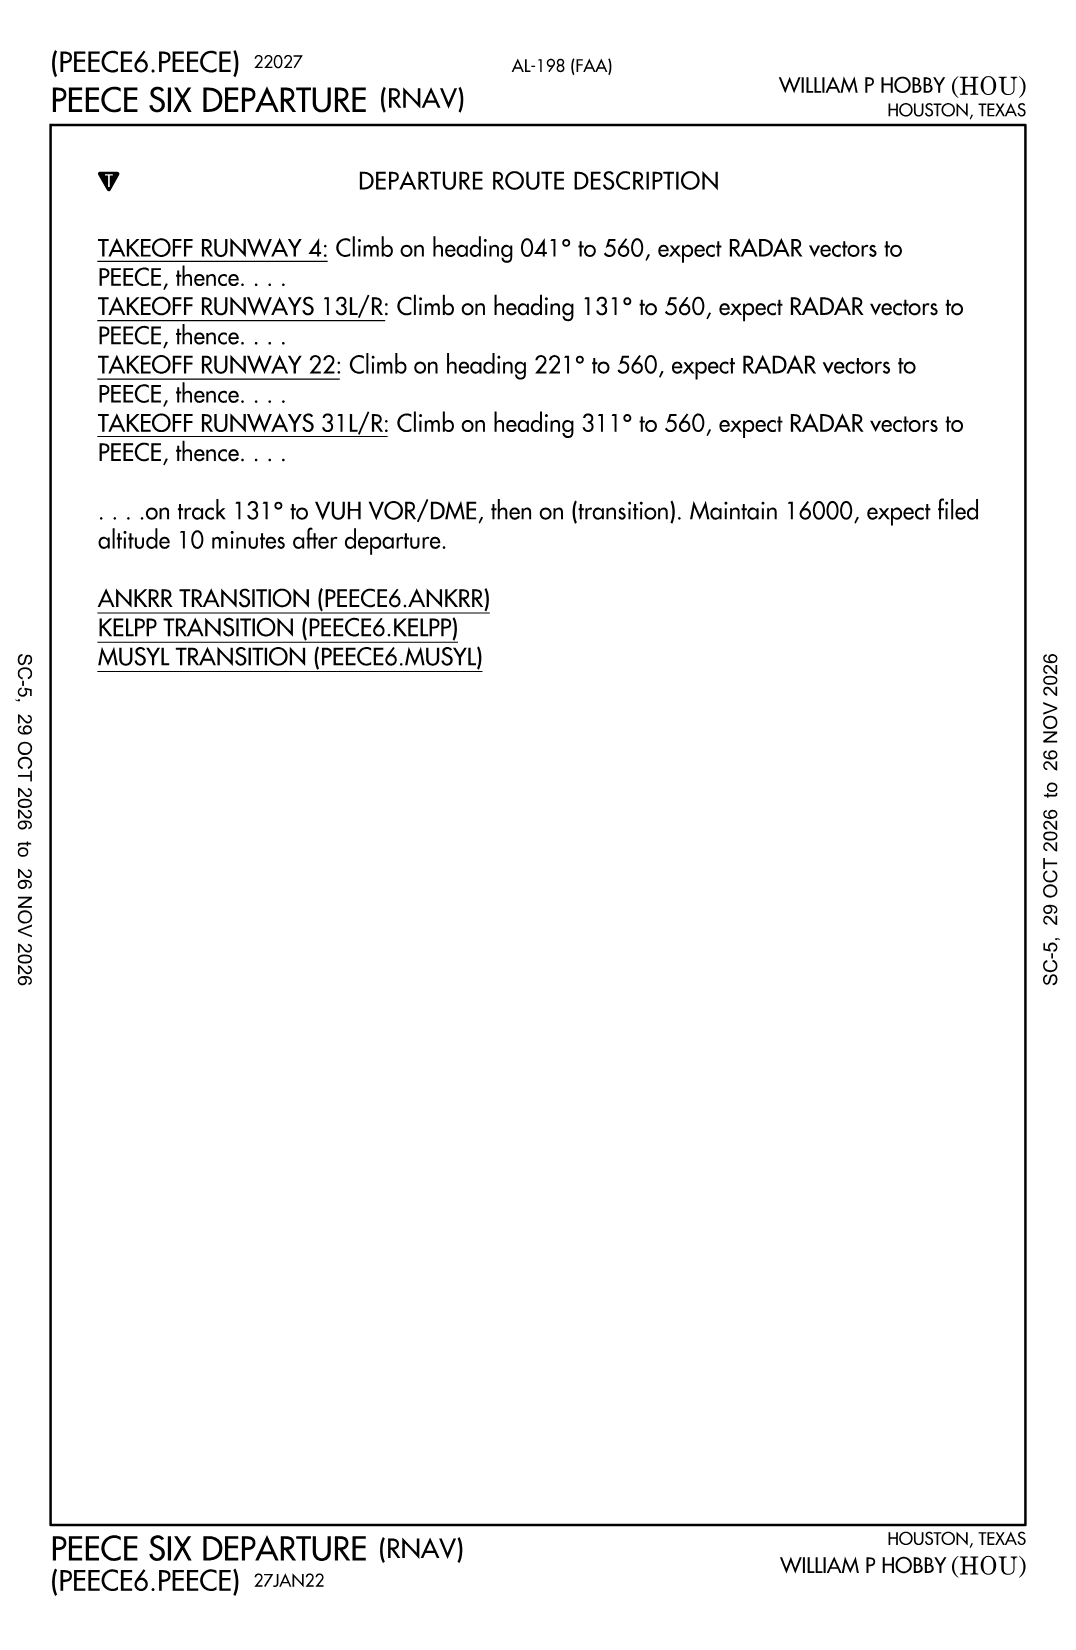 (PEECE6.PEECE) 22027
AL-198 (FAA)
PEECE SIX DEPARTURE (RNAV)
WILLIAM P HOBBY (HOU)
HOUSTON, TEXAS
T
DEPARTURE ROUTE DESCRIPTION
TAKEOFF RUNWAY 4: Climb on heading 041° to 560, expect RADAR vectors to
PEECE, thence. . . .
TAKEOFF RUNWAYS 13L/R: Climb on heading 131° to 560, expect RADAR vectors to
PEECE, thence. . . .
TAKEOFF RUNWAY 22: Climb on heading 221° to 560, expect RADAR vectors to
PEECE, thence. . . .
TAKEOFF RUNWAYS 31L/R: Climb on heading 311° to 560, expect RADAR vectors to
PEECE, thence. . . .
. . . .on track 131° to VUH VOR/DME, then on (transition). Maintain 16000, expect filed
altitude 10 minutes after departure.
ANKRR TRANSITION (PEECE6.ANKRR)
KELPP TRANSITION (PEECE6.KELPP)
MUSYL TRANSITION (PEECE6.MUSYL)
SC-5, 29 OCT 2026 to 26 NOV 2026
SC-5, 29 OCT 2026 to 26 NOV 2026
PEECE SIX DEPARTURE (RNAV)
(PEECE6.PEECE) 27JAN22
HOUSTON, TEXAS
WILLIAM P HOBBY (HOU)